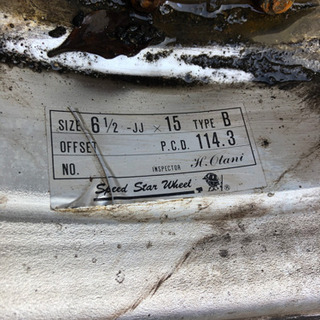 SIZE 6 1/2 -JJ × 15 TYPE B
OFFSET P.C.D. 114.3
NO. INSPECTOR H.Otani
Speed Star Wheel ®